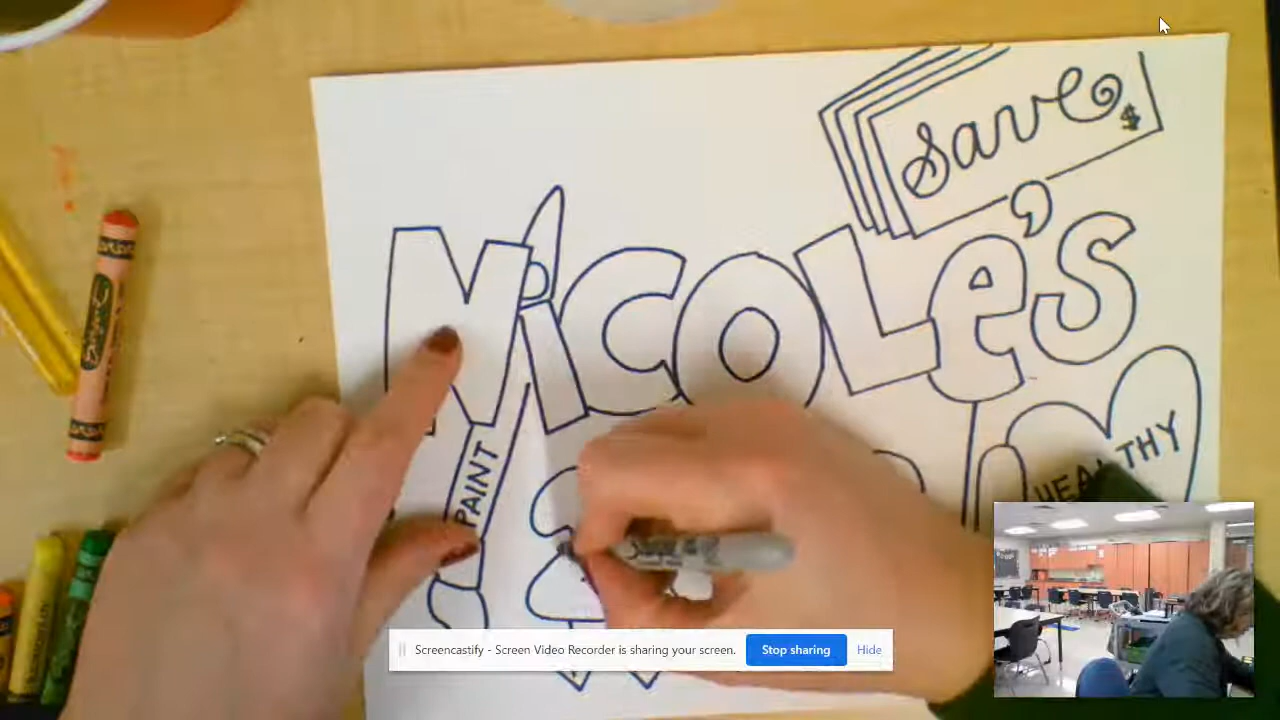 save
$
NiCOLe's
HEALTHY
PAINT
Screencastify - Screen Video Recorder is sharing your screen.
Stop sharing
Hide